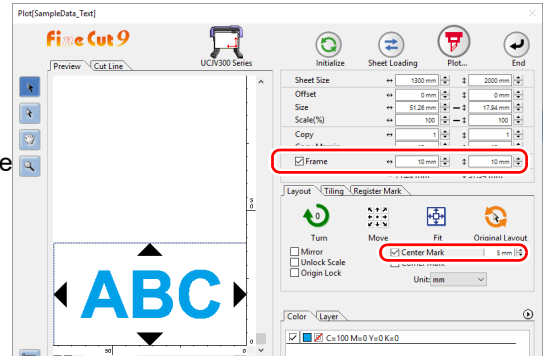 Plot[SampleData_Text]
FineCut9
UCJV300 Series
Initialize Sheet Loading Plot... End
Preview Cut Line
Sheet Size 1300 mm 2000 mm
Offset 0 mm 0 mm
Size 51.26 mm 17.94 mm
Scale(%) 100 100
Copy 1 1
e
Frame 10 mm 10 mm
Layout Tiling Register Mark
0
Turn Move Fit Original Layout
Mirror Center Mark 5 mm
Unlock Scale
Origin Lock
Unit: mm
ABC
Color Layer
C=100 M=0 Y=0 K=0
50 0